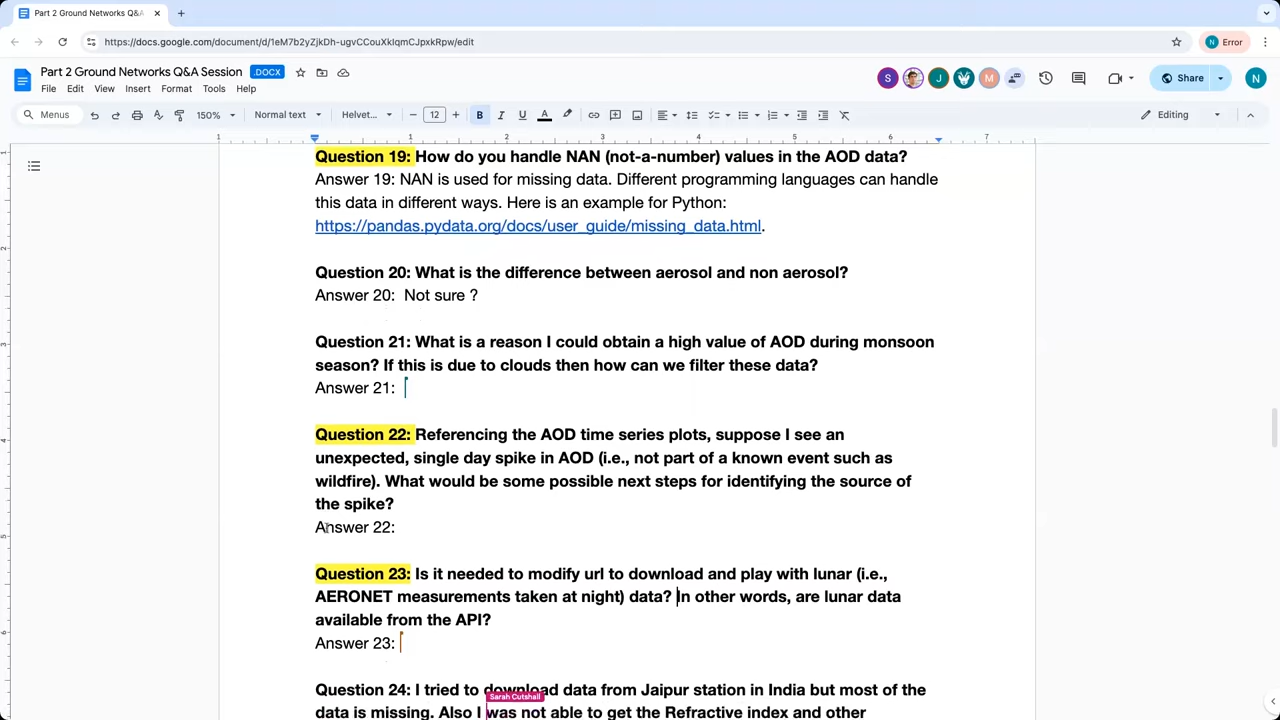 Part 2 Ground Networks Q&A
https://docs.google.com/document/d/1eM7b2yZjkDh-ugvCCouXkIqmCJpxkRpw/edit
N Error
Part 2 Ground Networks Q&A Session .DOCX
S J M Share N
File Edit View Insert Format Tools Help
Menus 150% Normal text Helvet... 12 B I U A Editing
1 1 2 3 4 5 6 7
Question 19: How do you handle NAN (not-a-number) values in the AOD data?
Answer 19: NAN is used for missing data. Different programming languages can handle
this data in different ways. Here is an example for Python:
https://pandas.pydata.org/docs/user_guide/missing_data.html.
Question 20: What is the difference between aerosol and non aerosol?
Answer 20: Not sure ?
Question 21: What is a reason I could obtain a high value of AOD during monsoon
season? If this is due to clouds then how can we filter these data?
Answer 21:
Question 22: Referencing the AOD time series plots, suppose I see an
unexpected, single day spike in AOD (i.e., not part of a known event such as
wildfire). What would be some possible next steps for identifying the source of
the spike?
Answer 22:
Question 23: Is it needed to modify url to download and play with lunar (i.e.,
AERONET measurements taken at night) data? In other words, are lunar data
available from the API?
Answer 23:
Question 24: I tried to download data from Jaipur station in India but most of the
Sarah Cutshall
data is missing. Also I was not able to get the Refractive index and other